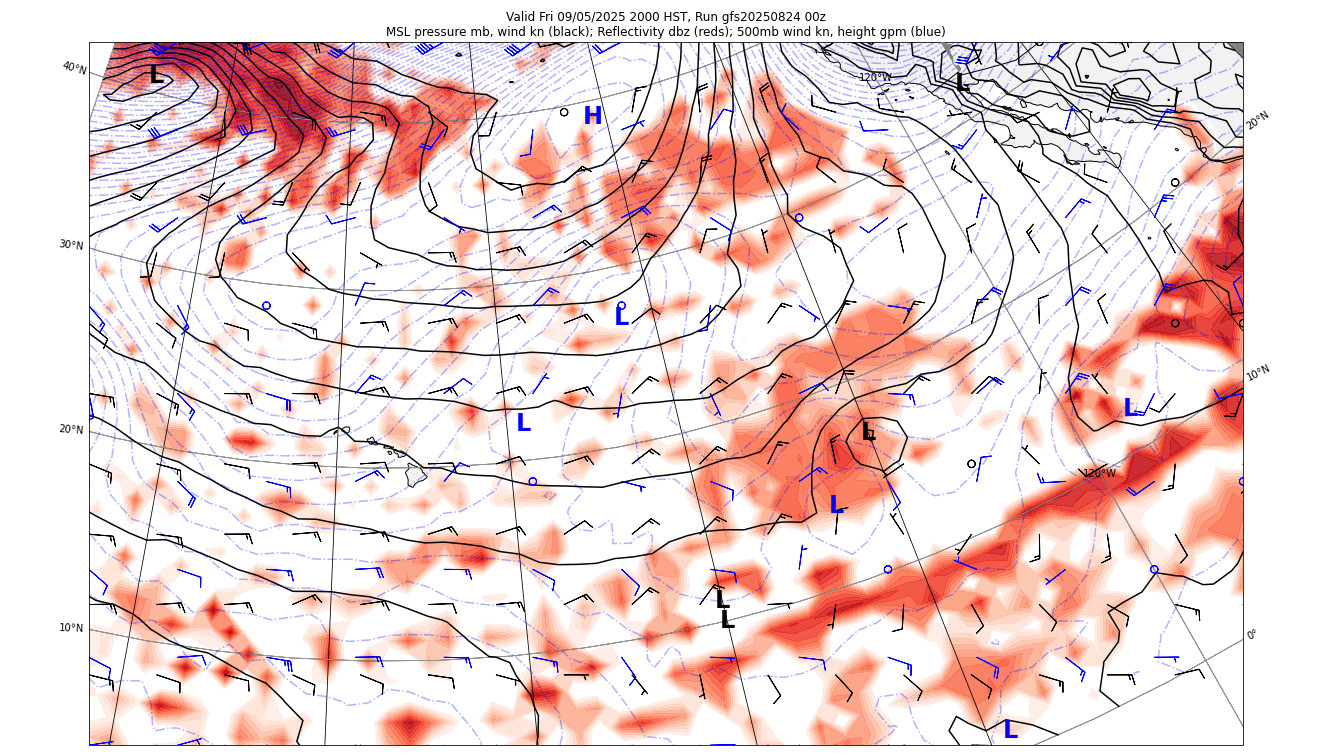 Valid Fri 09/05/2025 2000 HST, Run gfs20250824 00z
MSL pressure mb, wind kn (black); Reflectivity dbz (reds); 500mb wind kn, height gpm (blue)
40°N
L
120°W
L
H
20°N
30°N
L
10°N
L
L
20°N
L
120°W
L
L
L
10°N
0°
L